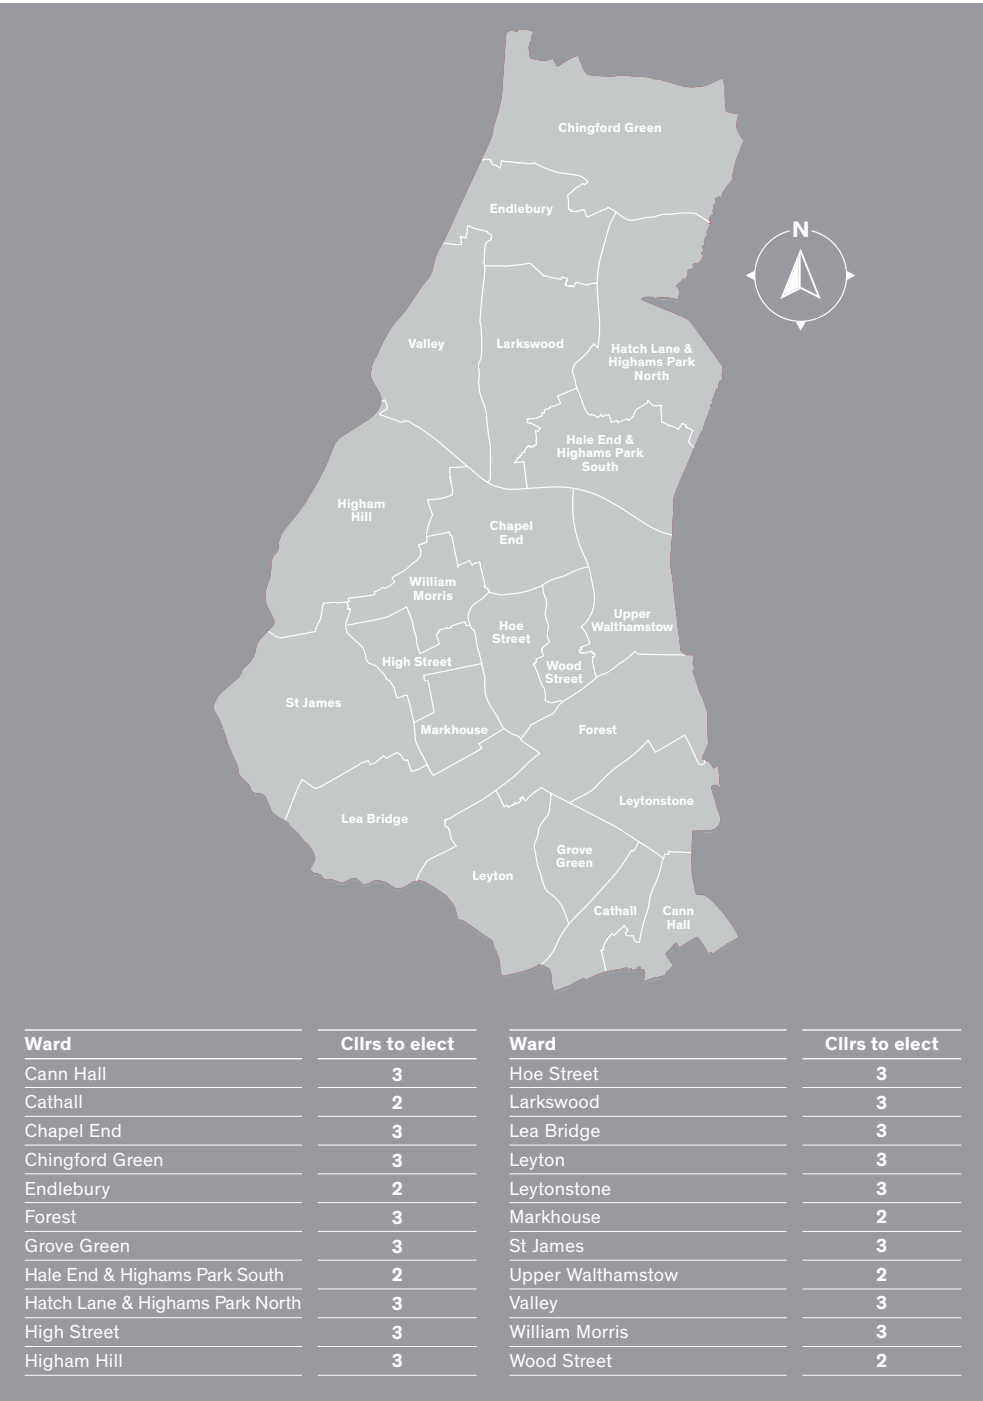 Chingford Green
Endlebury
N
Valley
Larkswood
Hatch Lane &
Highams Park
North
Hale End &
Highams Park
South
Higham
Hill
Chapel
End
William
Morris
Hoe
Street
Upper
Walthamstow
High Street
Wood
Street
St James
Markhouse
Forest
Leytonstone
Lea Bridge
Grove
Green
Leyton
Cathall
Cann
Hall
Ward Cllrs to elect
Cann Hall 3
Cathall 2
Chapel End 3
Chingford Green 3
Endlebury 2
Forest 3
Grove Green 3
Hale End & Highams Park South 2
Hatch Lane & Highams Park North 3
High Street 3
Higham Hill 3
Ward Cllrs to elect
Hoe Street 3
Larkswood 3
Lea Bridge 3
Leyton 3
Leytonstone 3
Markhouse 2
St James 3
Upper Walthamstow 2
Valley 3
William Morris 3
Wood Street 2